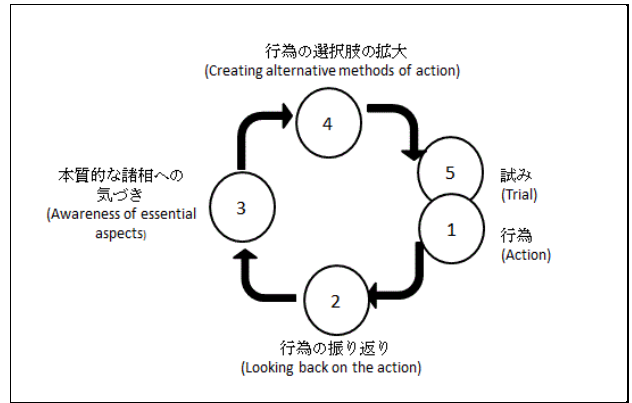 行為の選択肢の拡大
(Creating alternative methods of action)
4
5
試み
(Trial)
本質的な諸相への
気づき
(Awareness of essential
aspects)
3
1
行為
(Action)
2
行為の振り返り
(Looking back on the action)